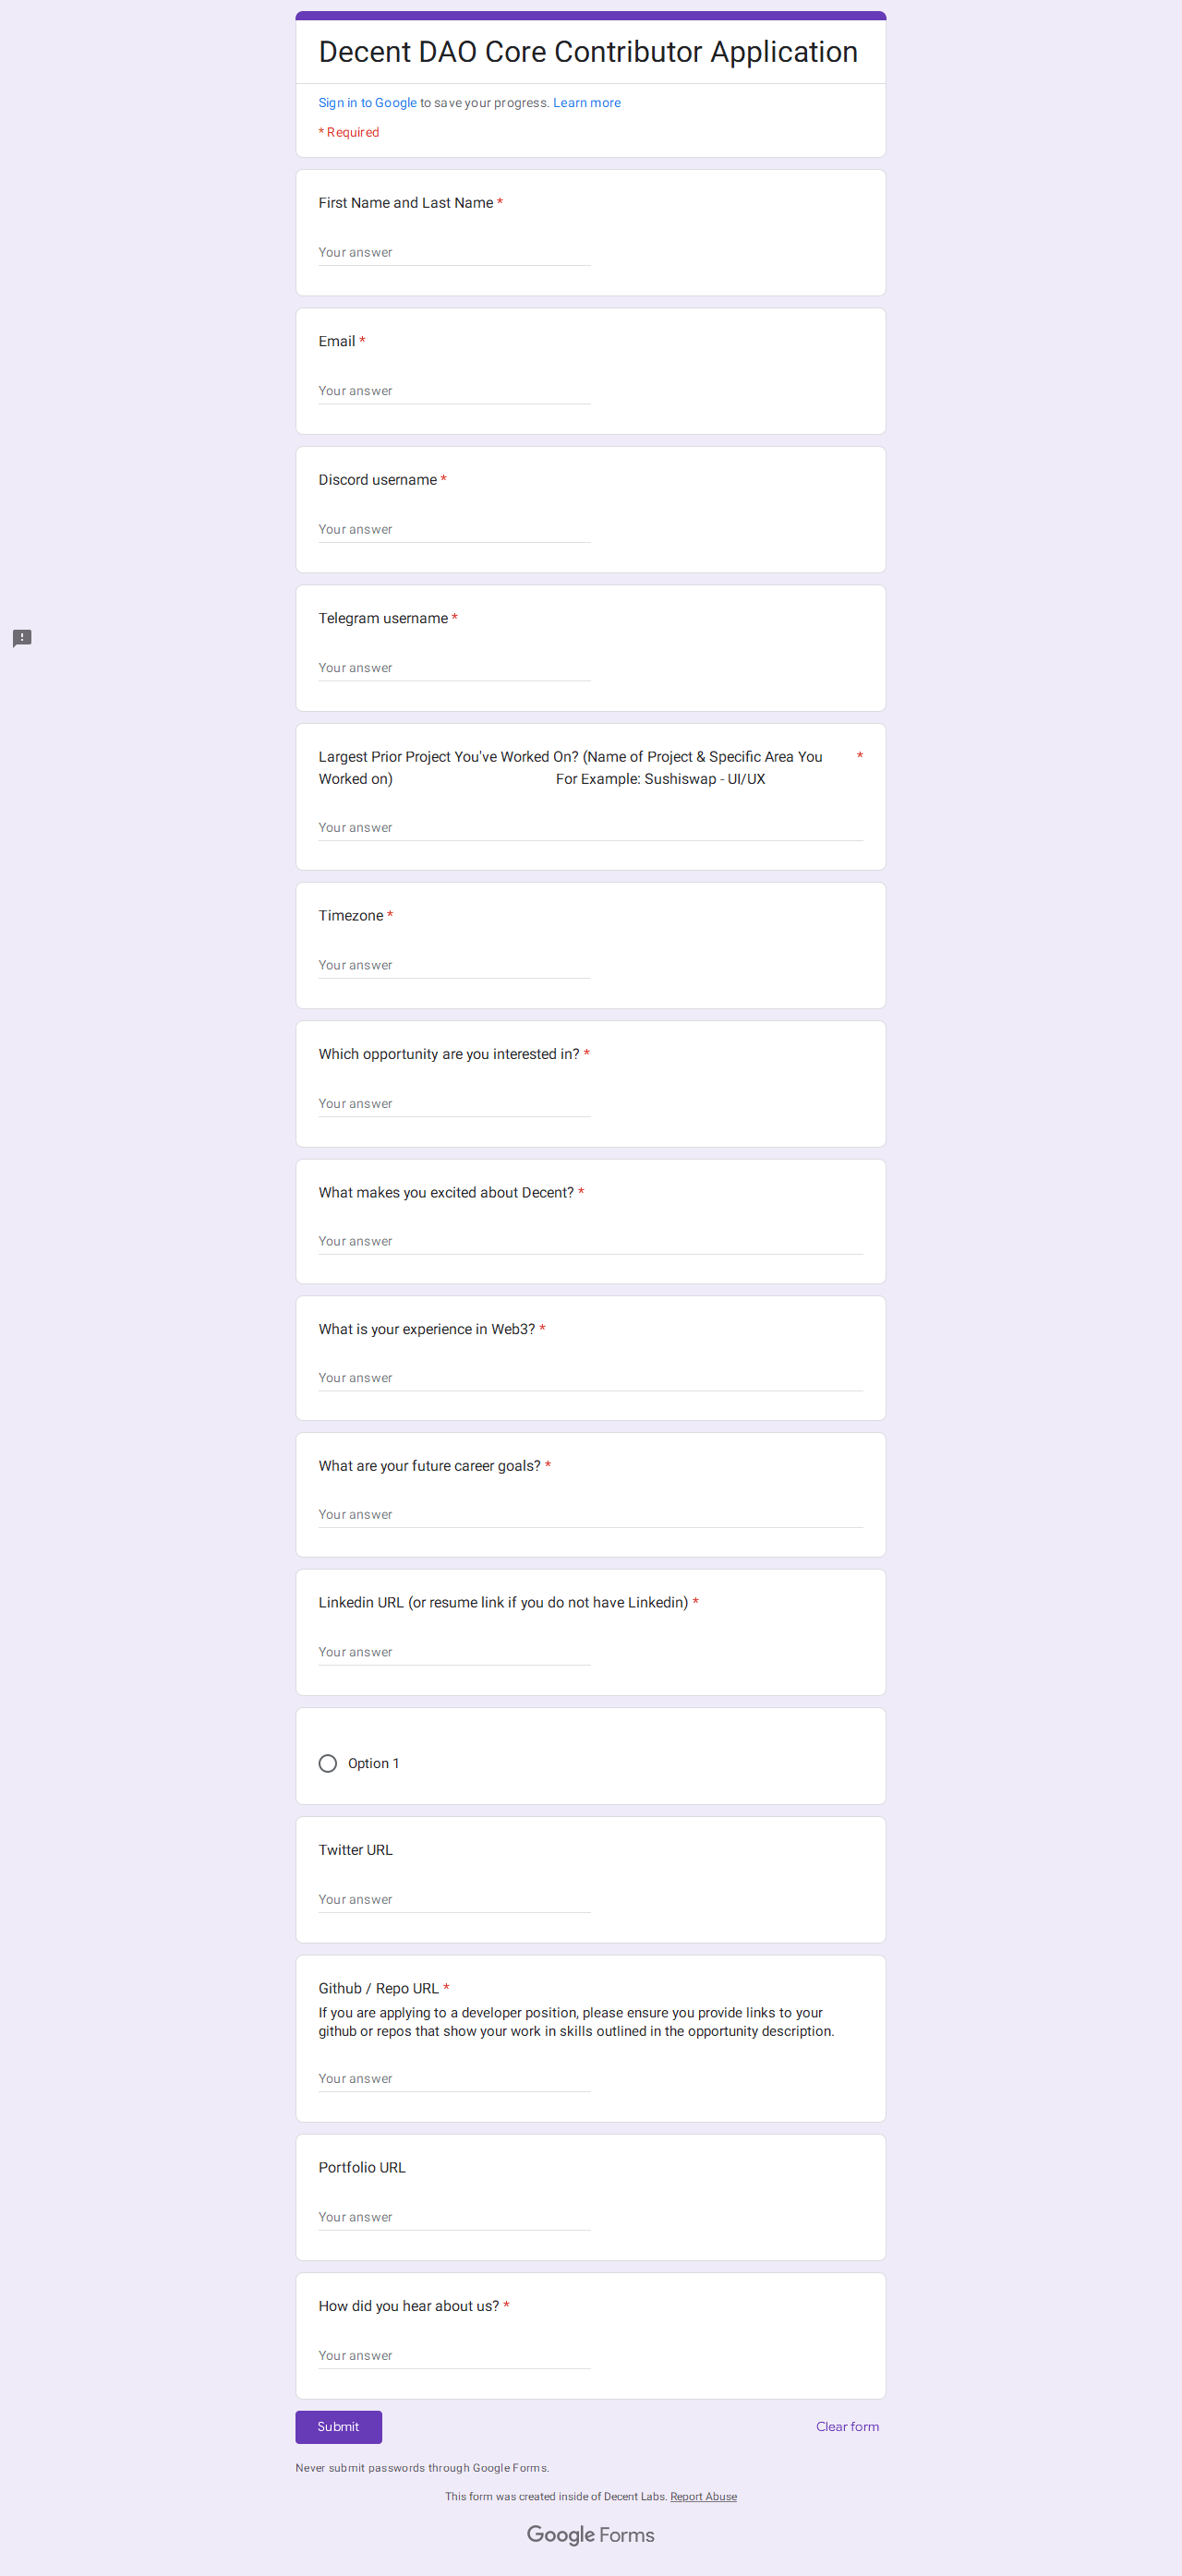 Decent DAO Core Contributor Application
Sign in to Google to save your progress. Learn more
* Required
First Name and Last Name *
Your answer
Email *
Your answer
Discord username *
Your answer
Telegram username *
Your answer
Largest Prior Project You've Worked On? (Name of Project & Specific Area You *
Worked on) For Example: Sushiswap - UI/UX
Your answer
Timezone *
Your answer
Which opportunity are you interested in? *
Your answer
What makes you excited about Decent? *
Your answer
What is your experience in Web3? *
Your answer
What are your future career goals? *
Your answer
Linkedin URL (or resume link if you do not have Linkedin) *
Your answer
Option 1
Twitter URL
Your answer
Github / Repo URL *
If you are applying to a developer position, please ensure you provide links to your
github or repos that show your work in skills outlined in the opportunity description.
Your answer
Portfolio URL
Your answer
How did you hear about us? *
Your answer
Submit Clear form
Never submit passwords through Google Forms.
This form was created inside of Decent Labs. Report Abuse
Google Forms